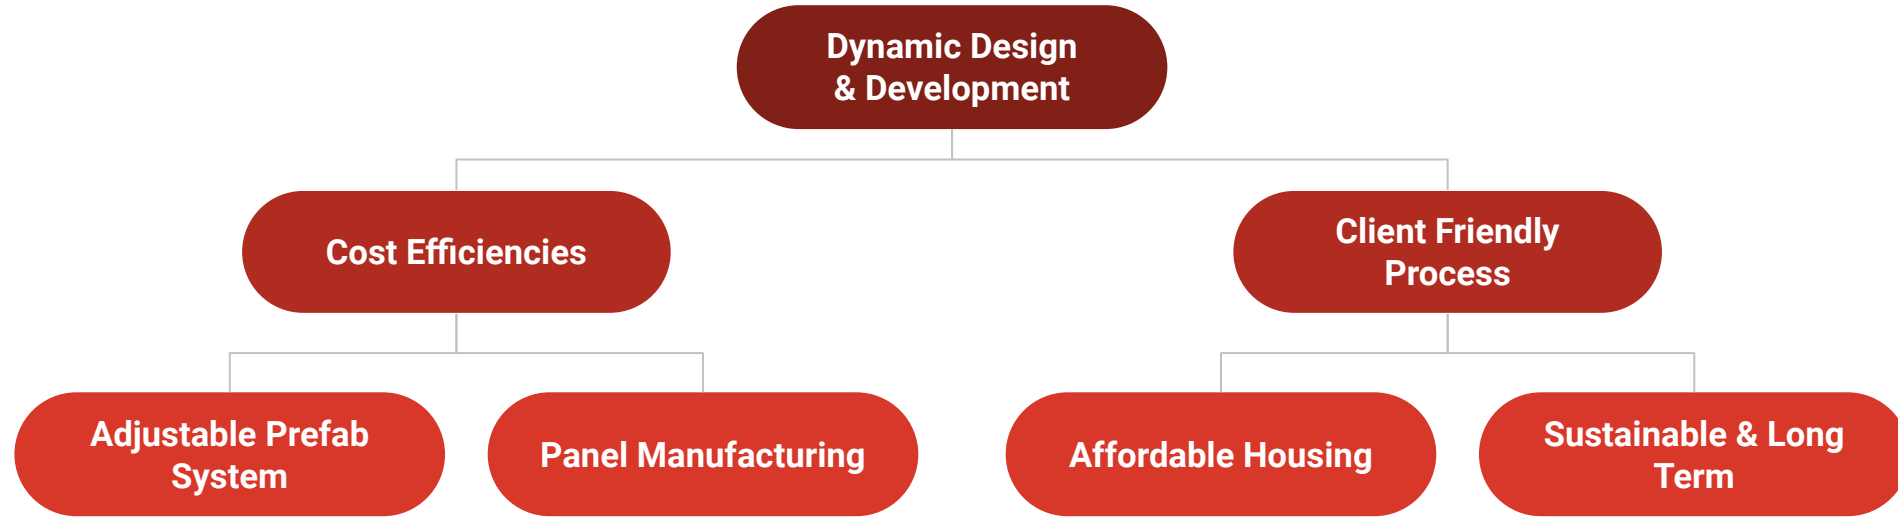 Dynamic Design
& Development
Cost Efficiencies
Client Friendly
Process
Adjustable Prefab
System
Panel Manufacturing
Affordable Housing
Sustainable & Long
Term